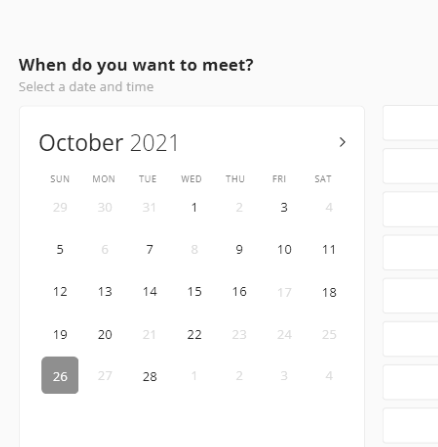 When do you want to meet?
Select a date and time
October 2021 >
SUN MON TUE WED THU FRI SAT
29 30 31 1 2 3 4
5 6 7 8 9 10 11
12 13 14 15 16 17 18
19 20 21 22 23 24 25
26 27 28 1 2 3 4